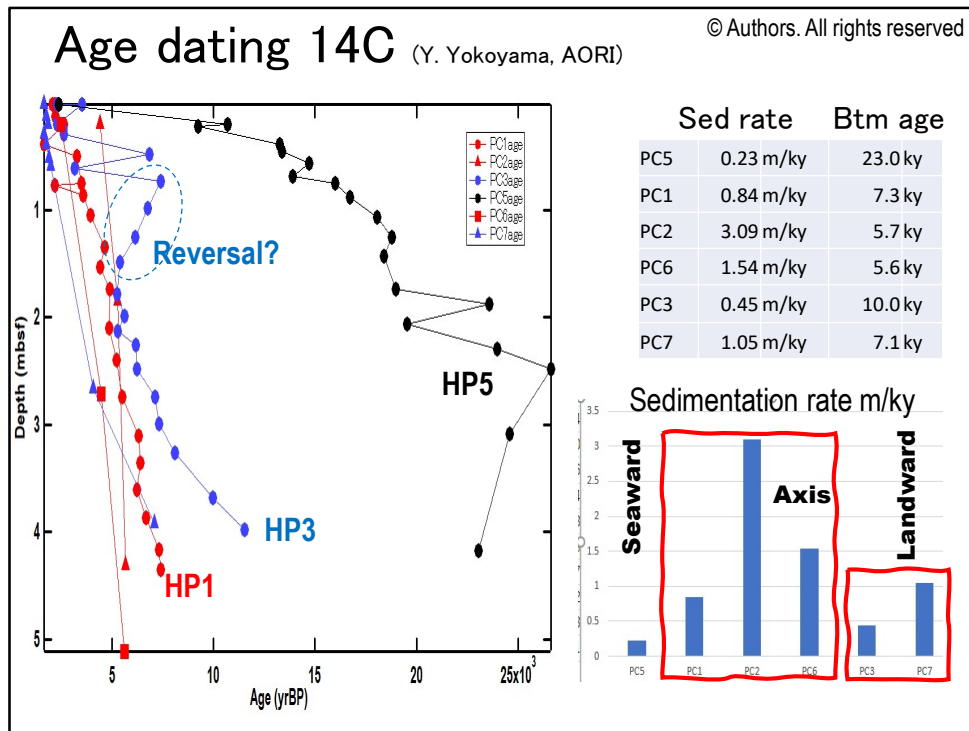 © Authors. All rights reserved
Age dating 14C (Y. Yokoyama, AORI)
PC1age
PC2age
PC3age
PC5age
PC6age
PC7age
1
2
3
4
5
Depth (mbsf)
Reversal?
HP5
HP3
HP1
5
10
15
20
25x10³
Age (yrBP)
Sed rate Btm age
PC5 0.23 m/ky 23.0 ky
PC1 0.84 m/ky 7.3 ky
PC2 3.09 m/ky 5.7 ky
PC6 1.54 m/ky 5.6 ky
PC3 0.45 m/ky 10.0 ky
PC7 1.05 m/ky 7.1 ky
Sedimentation rate m/ky
3.5
3
2.5
2
1.5
1
0.5
0
Seaward
Axis
Landward
PC5 PC1 PC2 PC6 PC3 PC7